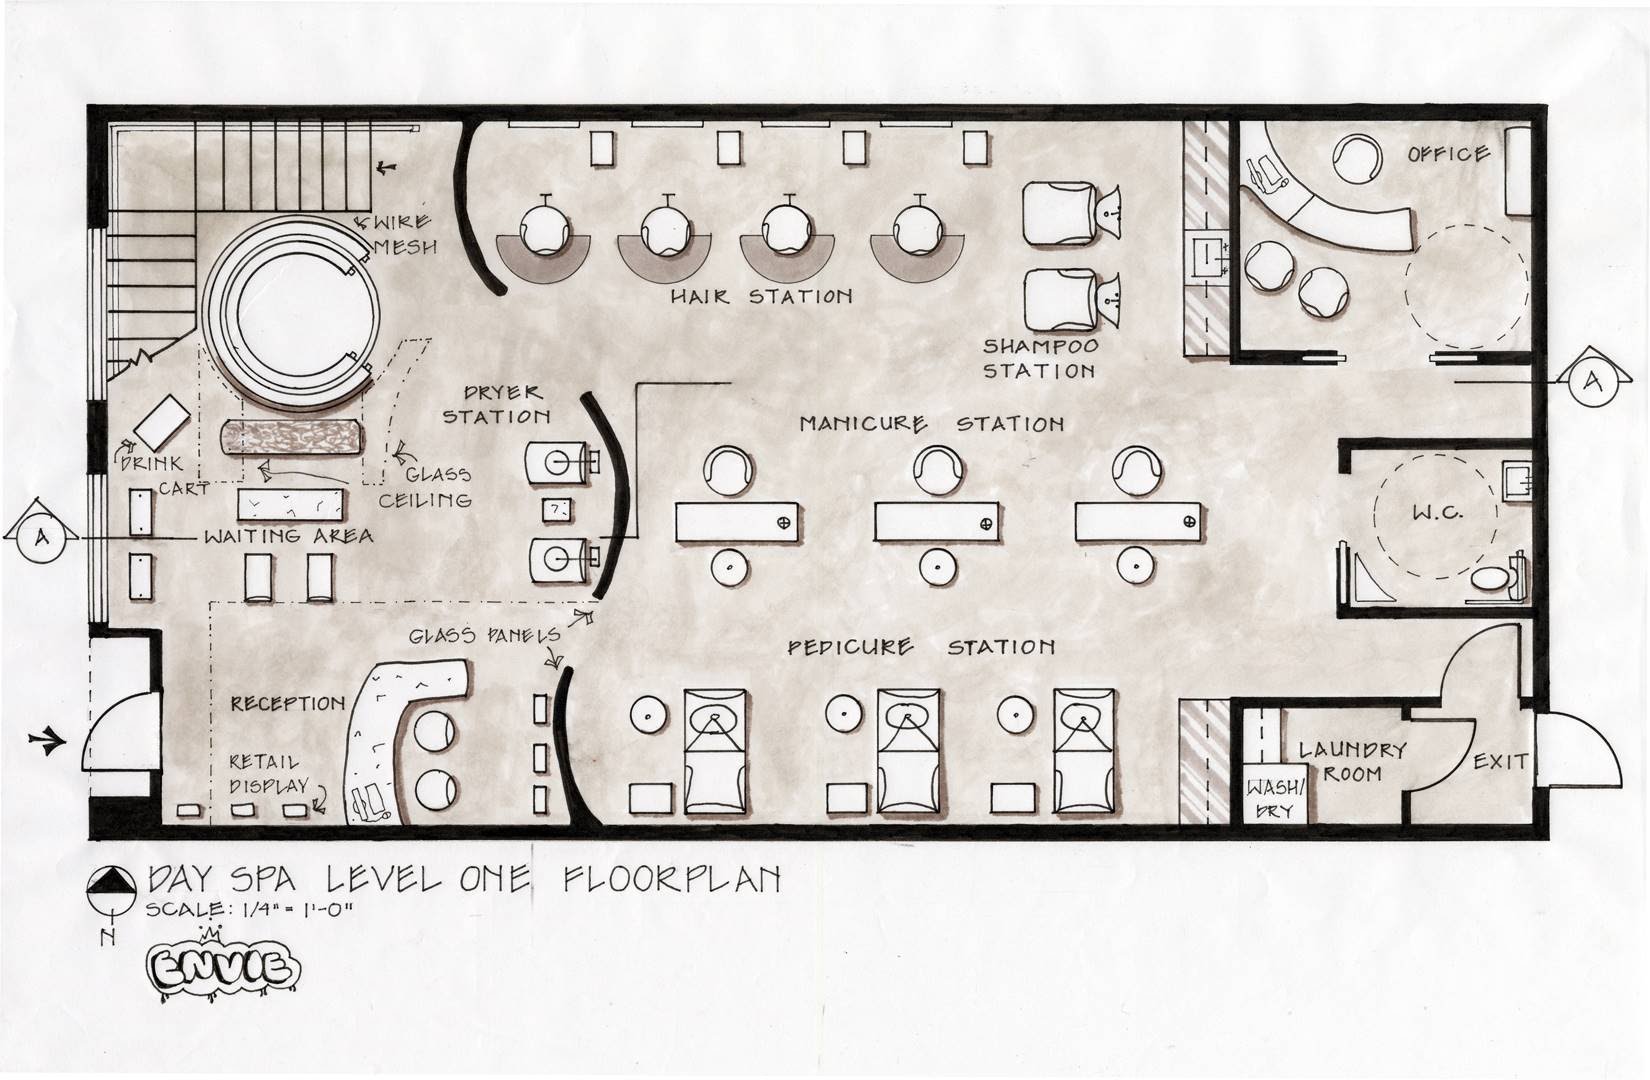 OFFICE
WIRE
MESH
HAIR STATION
SHAMPOO
STATION
DRYER
STATION
A
MANICURE STATION
DRINK
CART
GLASS
CEILING
A
WAITING AREA
W.C.
GLASS PANELS
PEDICURE STATION
RECEPTION
RETAIL
DISPLAY
LAUNDRY
ROOM
EXIT
WASH/
DRY
DAY SPA LEVEL ONE FLOORPLAN
SCALE: 1/4" = 1'-0"
N
ENVIE